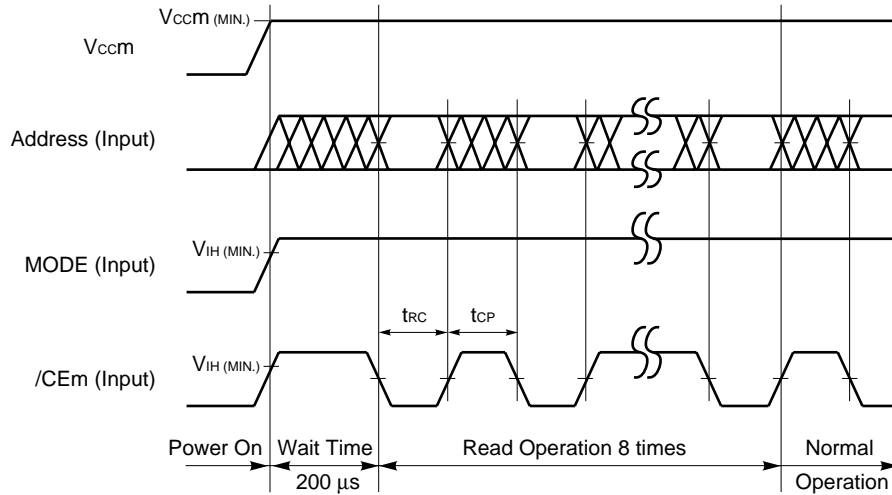 VCCm (MIN.)
VCCm
Address (Input)
VIH (MIN.)
MODE (Input)
tRC
tCP
VIH (MIN.)
/CEm (Input)
Power On
Wait Time
Read Operation 8 times
Normal
200 µs
Operation